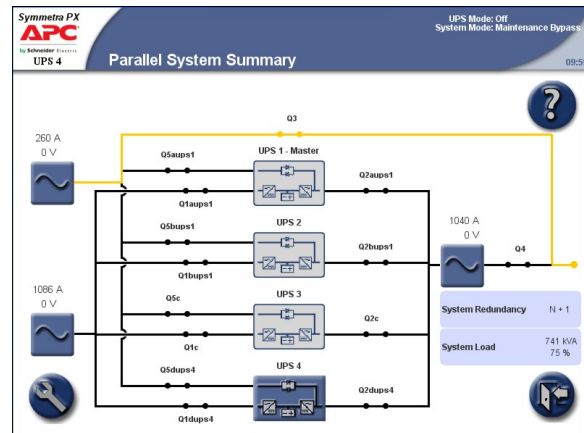 Symmetra PX
APC
by Schneider Electric
UPS 4
Parallel System Summary
UPS Mode: Off
System Mode: Maintenance Bypass
Q3
260 A
0 V
Q5aups1
UPS 1 - Master
Q1aups1
Q2aups1
Q5bups1
UPS 2
Q2bups1
Q1bups1
1040 A
0 V
Q4
1086 A
0 V
Q5c
UPS 3
Q1c
Q2c
System Redundancy
N + 1
System Load
741 kVA
75 %
Q5dups4
UPS 4
Q2dups4
Q1dups4